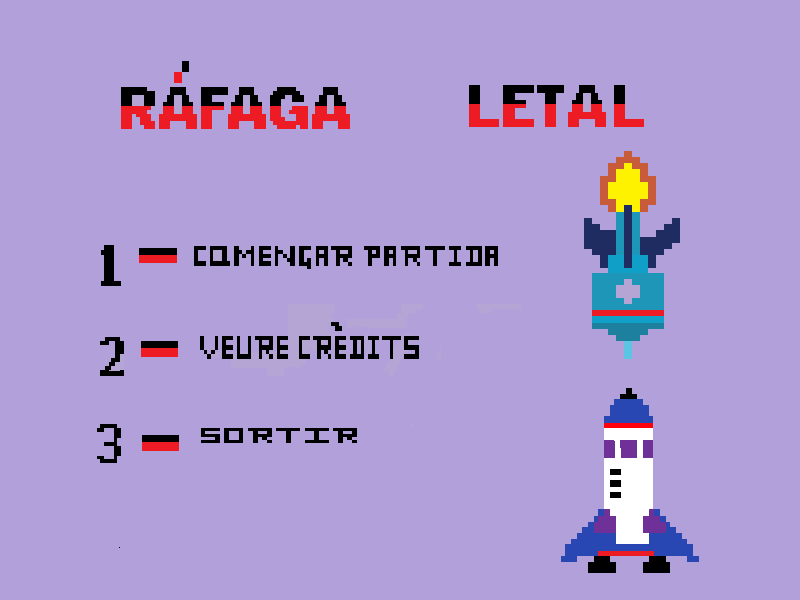 RÁFAGA LETAL
1 - COMENÇAR PARTIDA
2 - VEURE CRÈDITS
3 - SORTIR